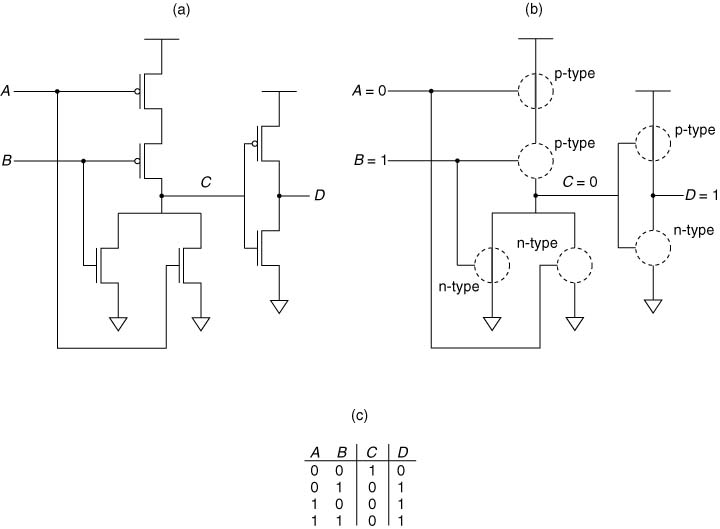 (a)
A
B
C
D
(b)
p-type
A = 0
p-type
p-type
B = 1
C = 0
D = 1
n-type
n-type
n-type
(c)
A B C D
0 0 1 0
0 1 0 1
1 0 0 1
1 1 0 1